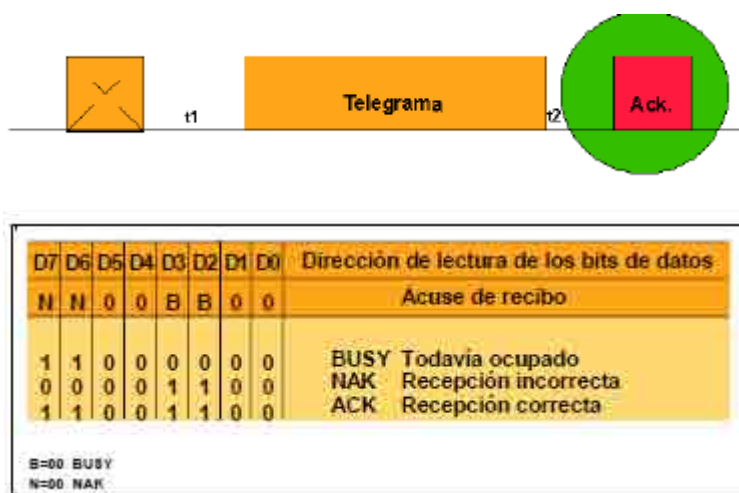 t1 Telegrama t2 Ack.
D7 D6 D5 D4 D3 D2 D1 D0 Dirección de lectura de los bits de datos
N N 0 0 B B 0 0 Acuse de recibo
1 1 0 0 0 0 0 0 BUSY Todavía ocupado
0 0 0 0 1 1 0 0 NAK Recepción incorrecta
1 1 0 0 1 1 0 0 ACK Recepción correcta
B=00 BUSY
N=00 NAK